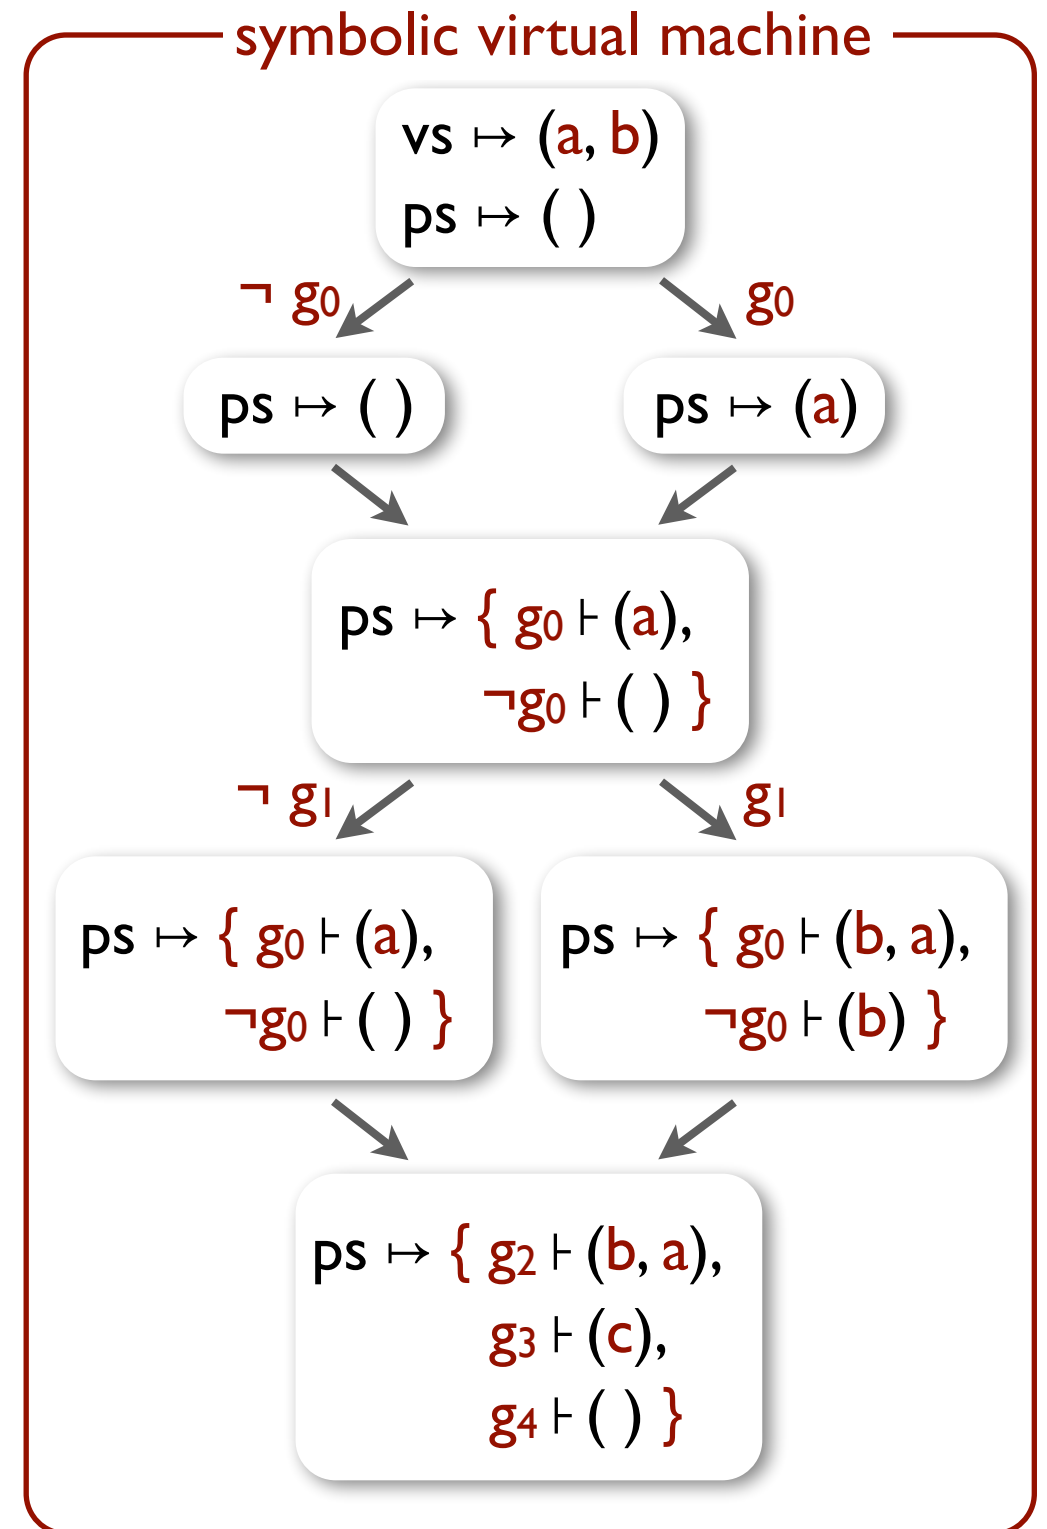 symbolic virtual machine
vs ↦ (a, b)
ps ↦ ( )
¬ g₀
g₀
ps ↦ ( )
ps ↦ (a)
ps ↦ { g₀ ⊦ (a),
¬g₀ ⊦ ( ) }
¬ g₁
g₁
ps ↦ { g₀ ⊦ (a),
¬g₀ ⊦ ( ) }
ps ↦ { g₀ ⊦ (b, a),
¬g₀ ⊦ (b) }
ps ↦ { g₂ ⊦ (b, a),
g₃ ⊦ (c),
g₄ ⊦ ( ) }